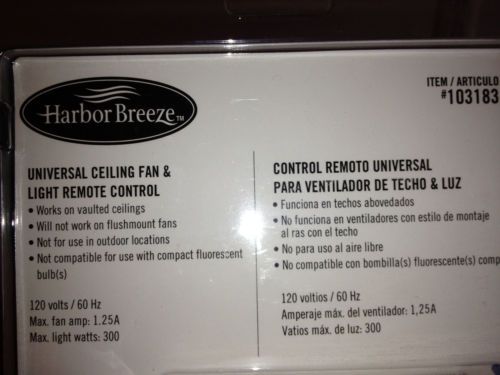 ITEM / ARTICULO
#103183
Harbor Breeze™
UNIVERSAL CEILING FAN &
LIGHT REMOTE CONTROL
• Works on vaulted ceilings
• Will not work on flushmount fans
• Not for use in outdoor locations
• Not compatible for use with compact fluorescent
bulb(s)
120 volts / 60 Hz
Max. fan amp: 1.25A
Max. light watts: 300
CONTROL REMOTO UNIVERSAL
PARA VENTILADOR DE TECHO & LUZ
• Funciona en techos abovedados
• No funciona en ventiladores con estilo de montaje
al ras con el techo
• No para uso al aire libre
• No compatible con bombilla(s) fluorescente(s) comp
120 voltios / 60 Hz
Amperaje máx. del ventilador: 1,25A
Vatios máx. de luz: 300